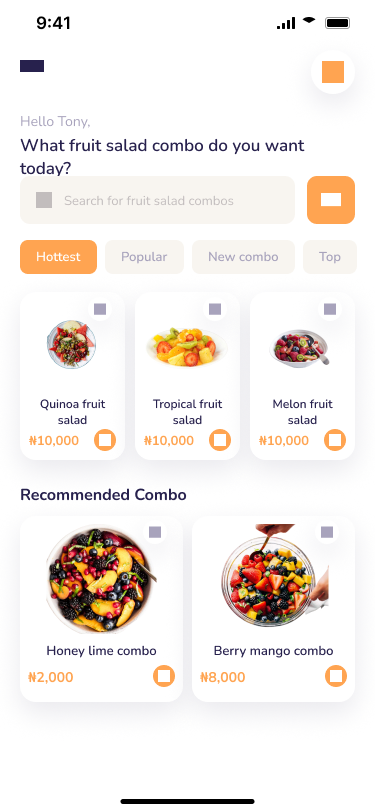 9:41
Hello Tony,
What fruit salad combo do you want
today?
Search for fruit salad combos
Hottest
Popular
New combo
Top
Quinoa fruit
salad
₦10,000
Tropical fruit
salad
₦10,000
Melon fruit
salad
₦10,000
Recommended Combo
Honey lime combo
₦2,000
Berry mango combo
₦8,000